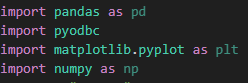 import pandas as pd
import pyodbc
import matplotlib.pyplot as plt
import numpy as np